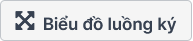 Biểu đồ luồng ký